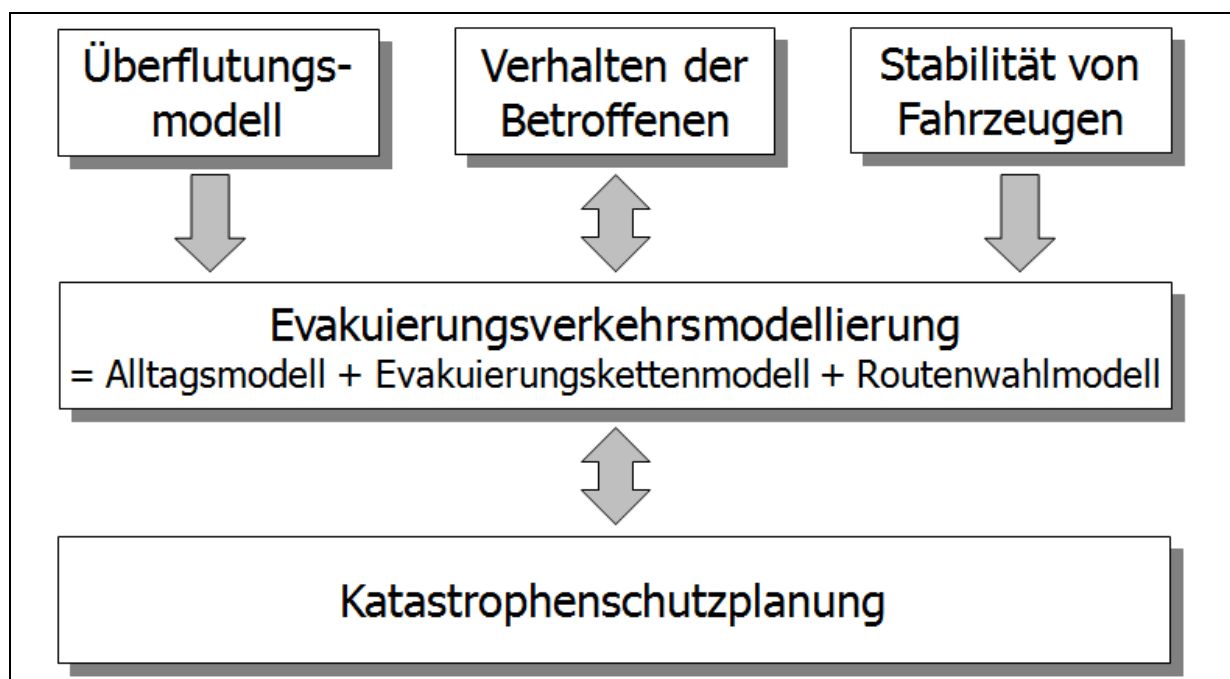 Überflutungs-
modell
Verhalten der
Betroffenen
Stabilität von
Fahrzeugen
Evakuierungsverkehrsmodellierung
= Alltagsmodell + Evakuierungskettenmodell + Routenwahlmodell
Katastrophenschutzplanung